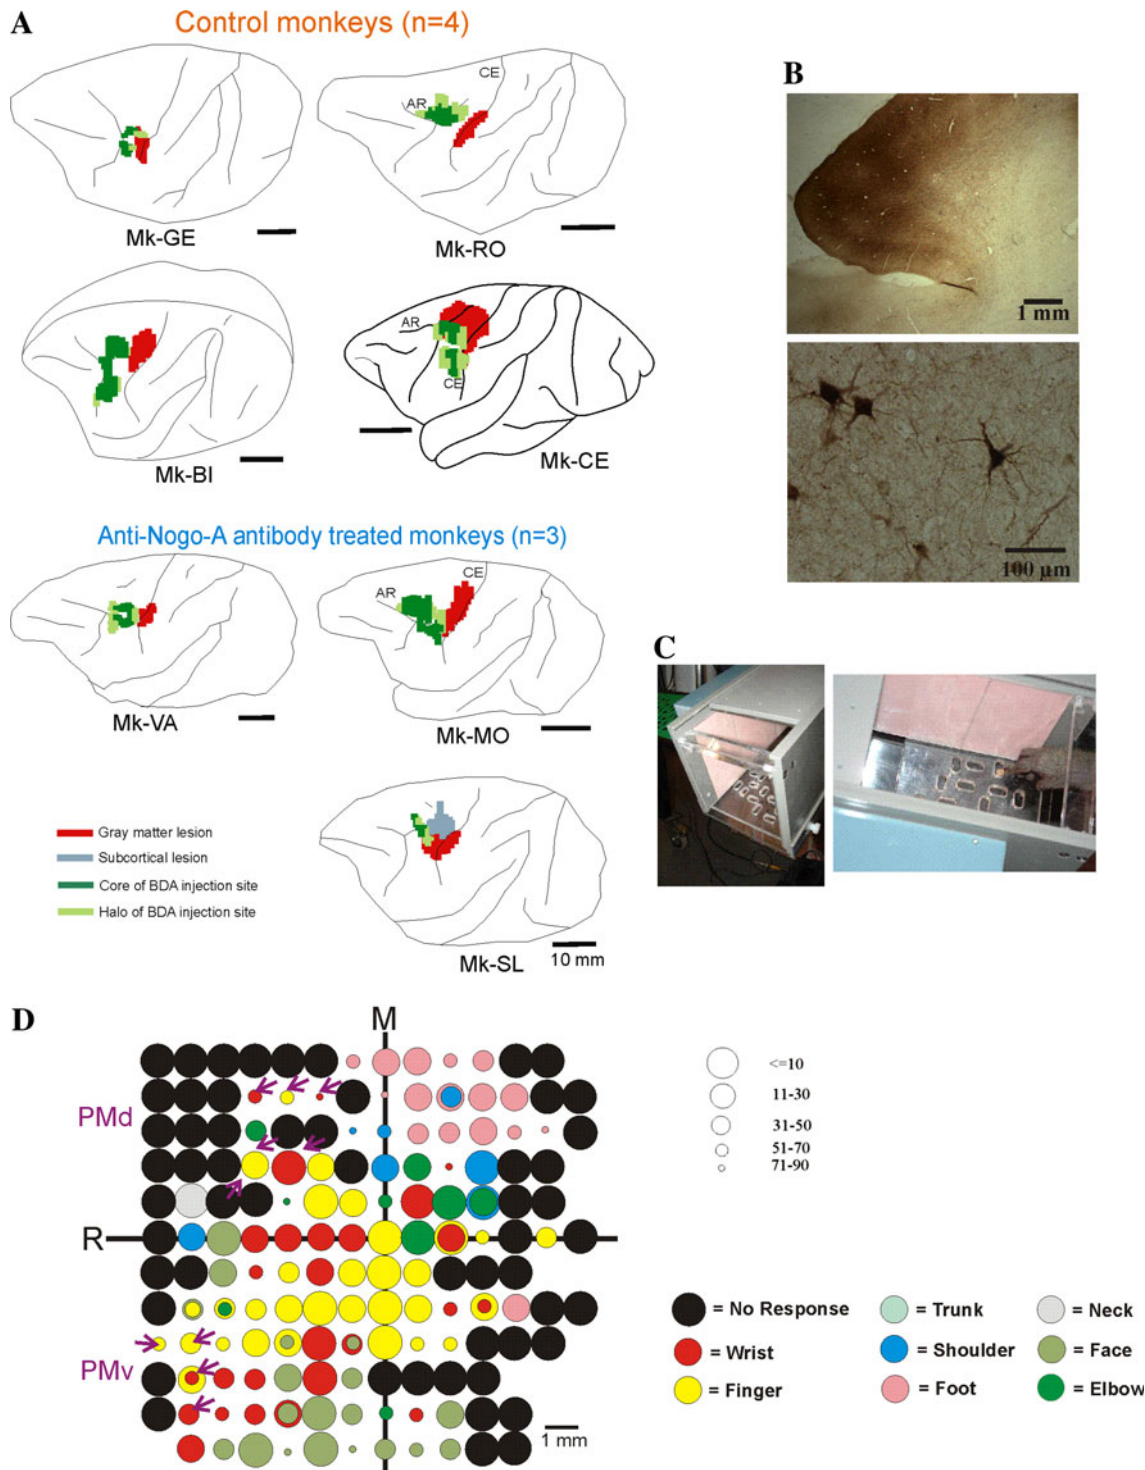 A
Control monkeys (n=4)
CE
AR
Mk-GE
Mk-RO
AR
CE
Mk-BI
Mk-CE
Anti-Nogo-A antibody treated monkeys (n=3)
CE
AR
Mk-VA
Mk-MO
Gray matter lesion
Subcortical lesion
Core of BDA injection site
Halo of BDA injection site
10 mm
Mk-SL
B
1 mm
100 µm
C
D
M
PMd
R
PMv
1 mm
<=10
11-30
31-50
51-70
71-90
= No Response
= Trunk
= Neck
= Wrist
= Shoulder
= Face
= Finger
= Foot
= Elbow